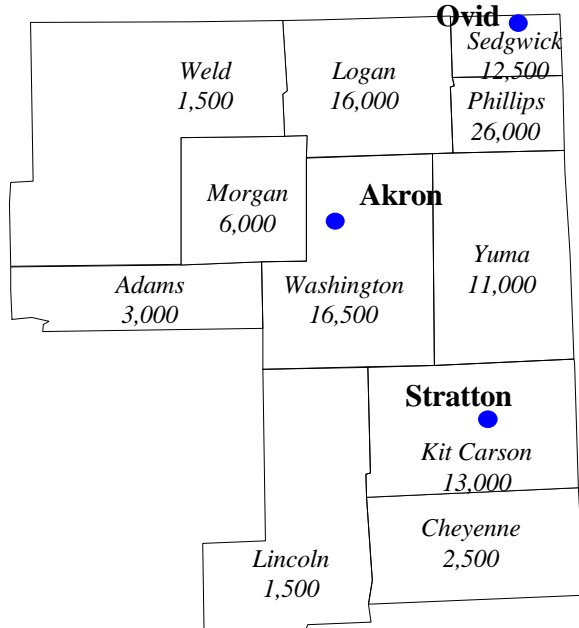 Ovid
Sedgwick
12,500
Weld
1,500
Logan
16,000
Phillips
26,000
Morgan
6,000
Akron
Yuma
11,000
Adams
3,000
Washington
16,500
Stratton
Kit Carson
13,000
Cheyenne
2,500
Lincoln
1,500